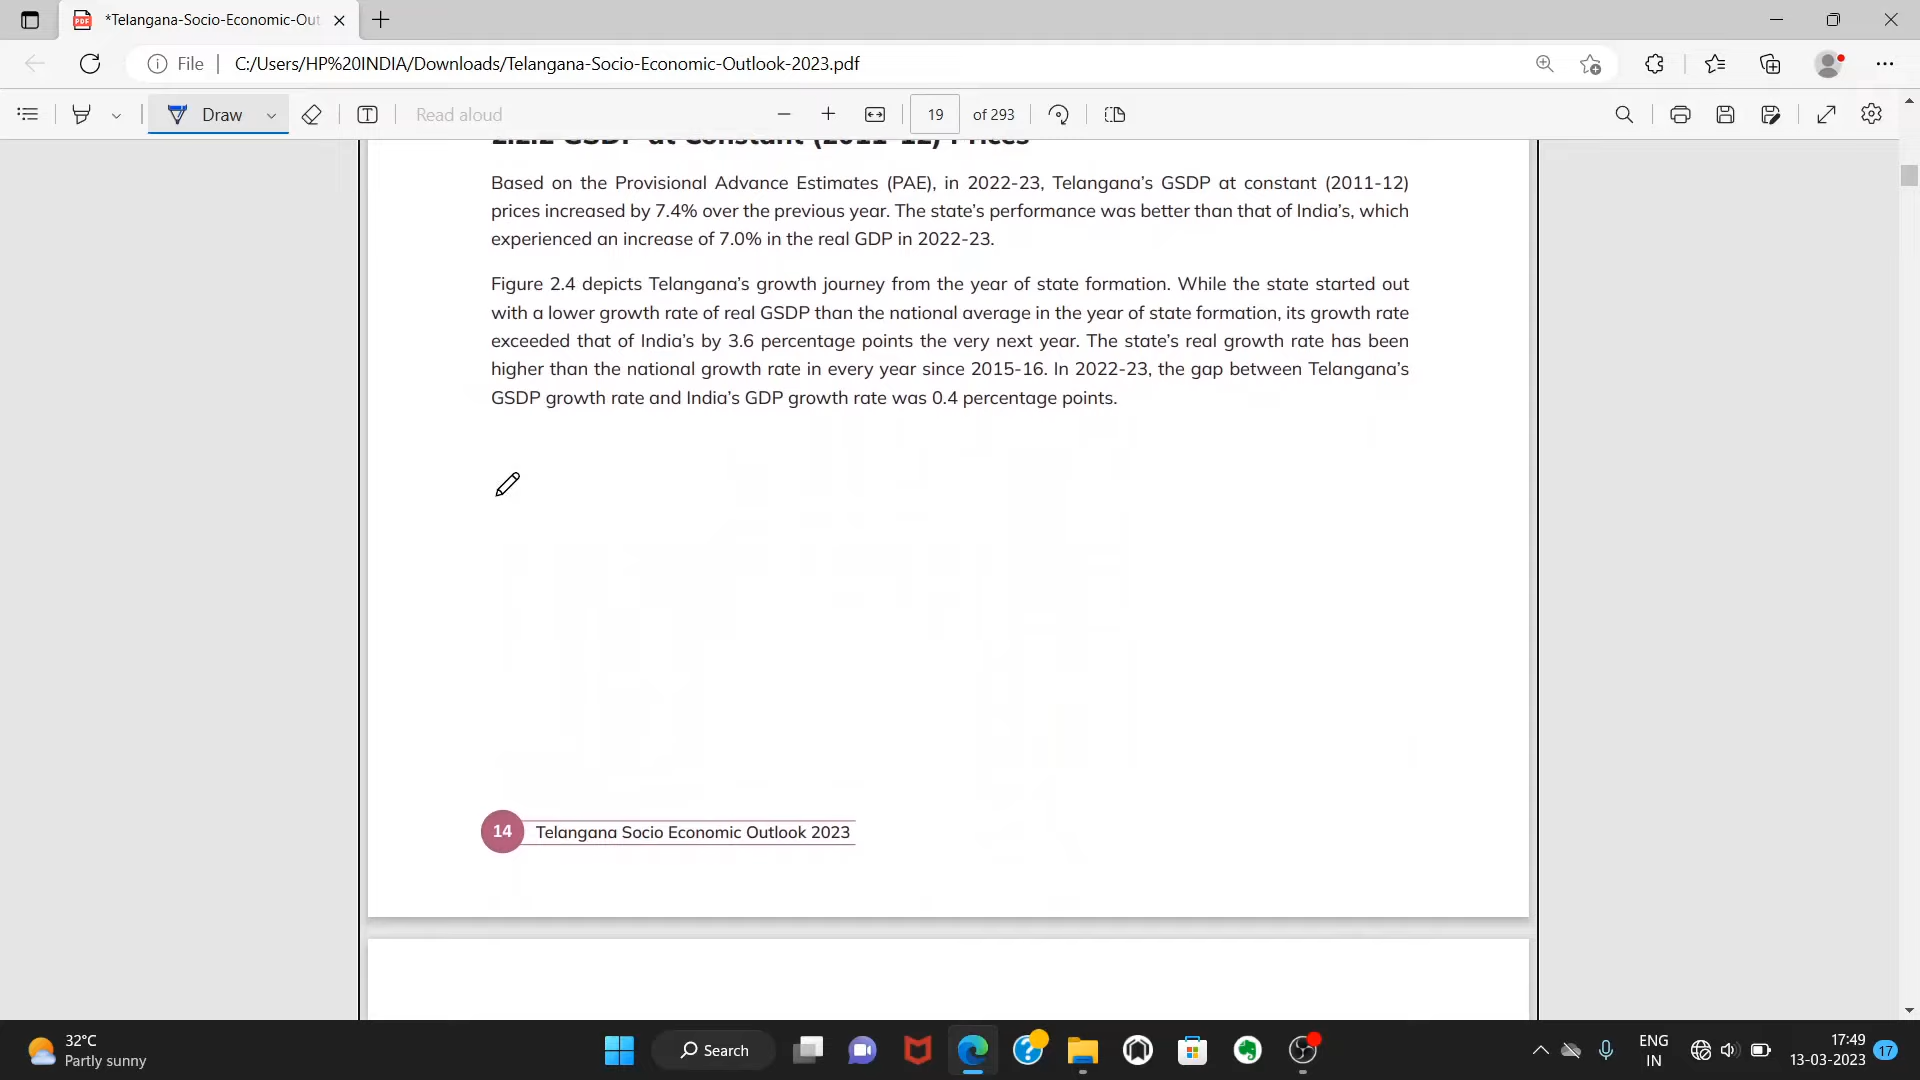 *Telangana-Socio-Economic-Out
File
C:/Users/HP%20INDIA/Downloads/Telangana-Socio-Economic-Outlook-2023.pdf
Draw
Read aloud
19 of 293
2.2.2 GSDP at Constant (2011-12) Prices
Based on the Provisional Advance Estimates (PAE), in 2022-23, Telangana’s GSDP at constant (2011-12)
prices increased by 7.4% over the previous year. The state’s performance was better than that of India’s, which
experienced an increase of 7.0% in the real GDP in 2022-23.
Figure 2.4 depicts Telangana’s growth journey from the year of state formation. While the state started out
with a lower growth rate of real GSDP than the national average in the year of state formation, its growth rate
exceeded that of India’s by 3.6 percentage points the very next year. The state’s real growth rate has been
higher than the national growth rate in every year since 2015-16. In 2022-23, the gap between Telangana’s
GSDP growth rate and India’s GDP growth rate was 0.4 percentage points.
14 Telangana Socio Economic Outlook 2023
32°C
Partly sunny
Search
ENG
IN
17:49
13-03-2023
17